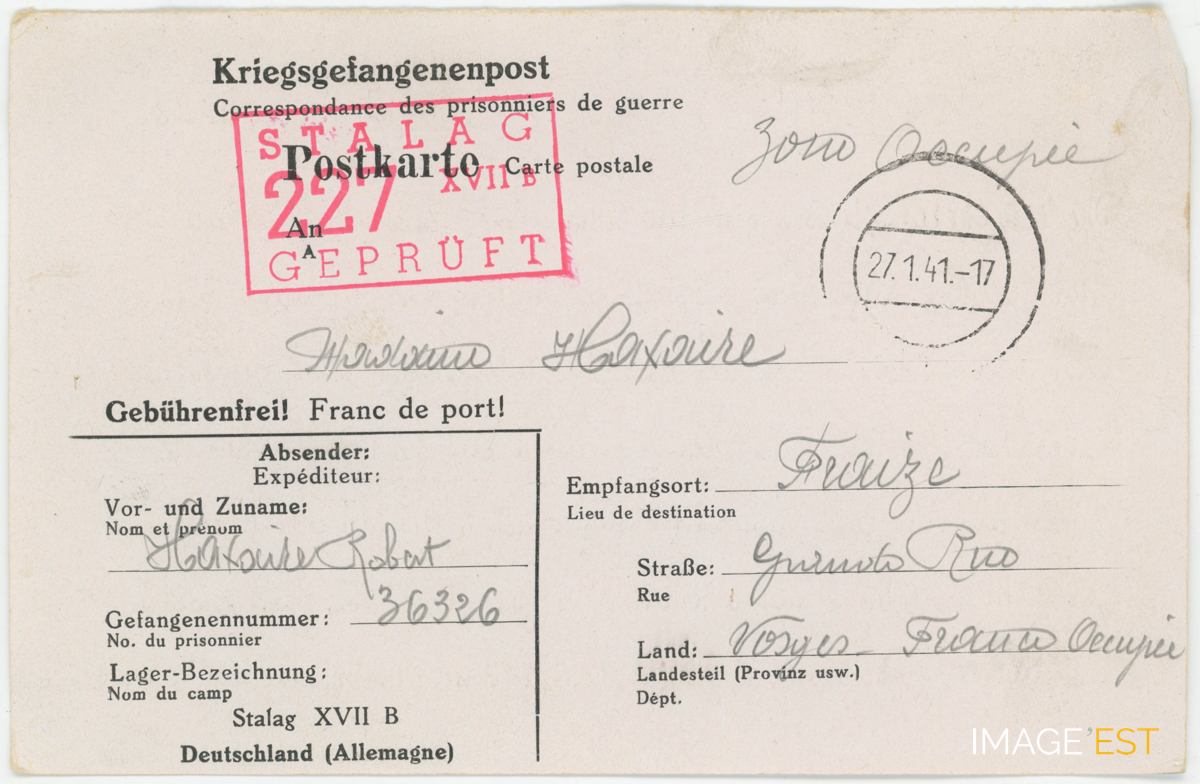 Kriegsgefangenenpost
Correspondance des prisonniers de guerre
Zone Occupée
STALAG
Postkarte Carte postale
227 XVII B
An
A
GEPRÜFT
27.1.41.-17
Madame Haxaire
Gebührenfrei! Franc de port!
Absender:
Expéditeur:
Vor- und Zuname:
Nom et prénom
Haxaire Robert
Gefangenennummer: 36326
No. du prisonnier
Lager-Bezeichnung:
Nom du camp
Stalag XVII B
Deutschland (Allemagne)
Empfangsort: Fraize
Lieu de destination
Straße: Grande Rue
Rue
Land: Vosges - France Occupée
Landesteil (Provinz usw.)
Dépt.
IMAGE'EST